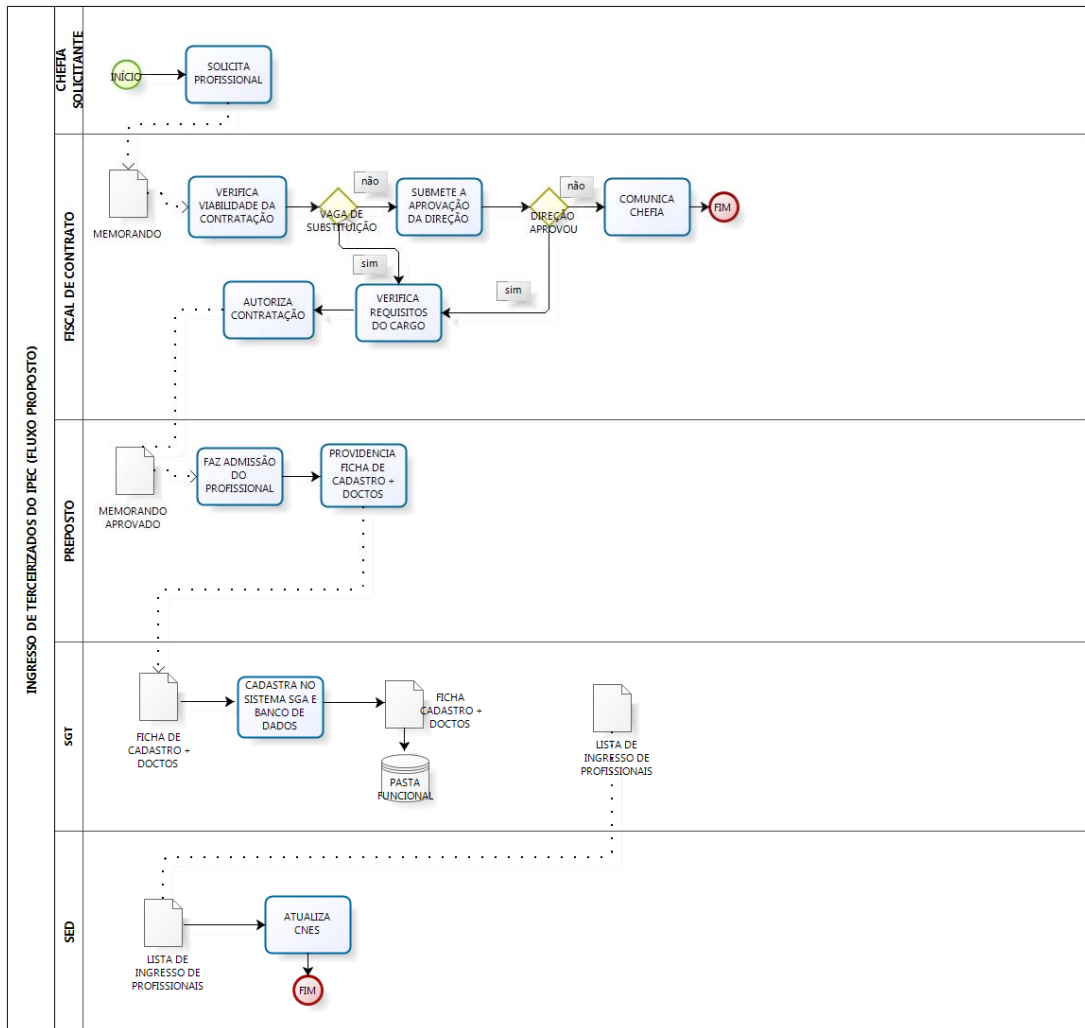 INGRESSO DE TERCEIRIZADOS DO IPEC (FLUXO PROPOSTO)
CHEFIA
SOLICITANTE
INÍCIO
SOLICITA
PROFISSIONAL
FISCAL DE CONTRATO
MEMORANDO
VERIFICA
VIABILIDADE DA
CONTRATAÇÃO
VAGA DE
SUBSTITUIÇÃO
não
SUBMETE A
APROVAÇÃO
DA DIREÇÃO
DIREÇÃO
APROVOU
não
COMUNICA
CHEFIA
FIM
sim
sim
VERIFICA
REQUISITOS
DO CARGO
AUTORIZA
CONTRATAÇÃO
PREPOSTO
MEMORANDO
APROVADO
FAZ ADMISSÃO
DO
PROFISSIONAL
PROVIDENCIA
FICHA DE
CADASTRO +
DOCTOS
SGT
FICHA DE
CADASTRO +
DOCTOS
CADASTRA NO
SISTEMA SGA E
BANCO DE
DADOS
FICHA
CADASTRO +
DOCTOS
PASTA
FUNCIONAL
LISTA DE
INGRESSO DE
PROFISSIONAIS
SED
LISTA DE
INGRESSO DE
PROFISSIONAIS
ATUALIZA
CNES
FIM